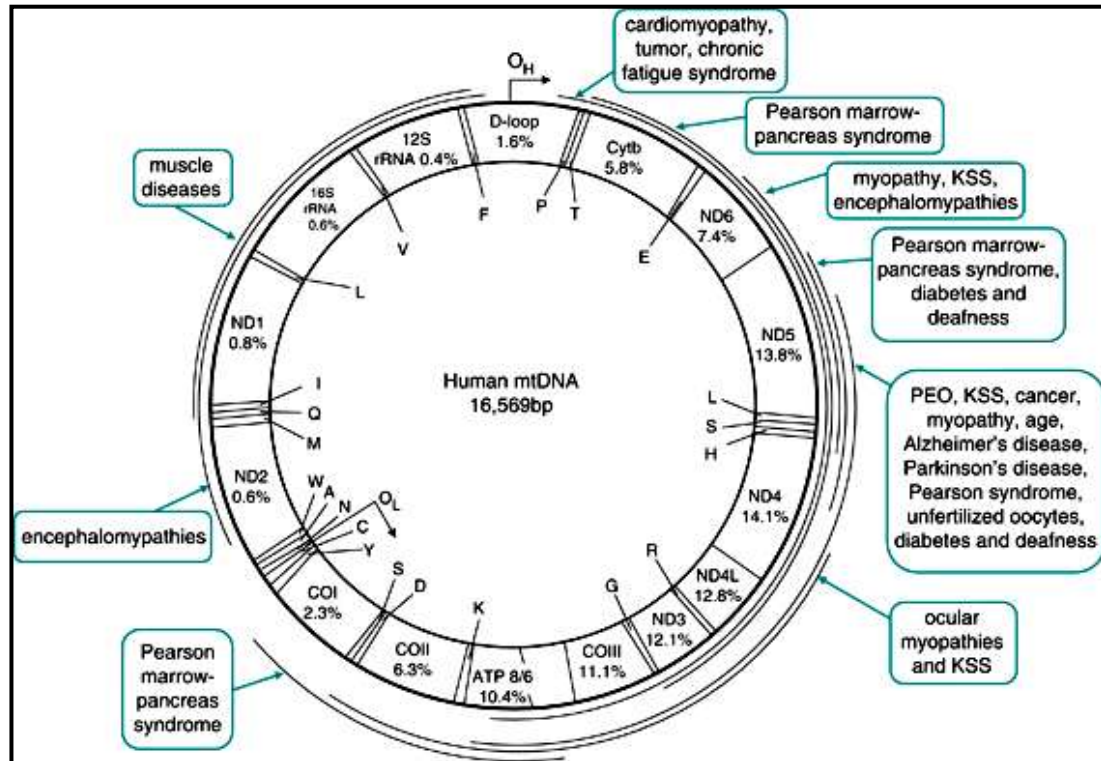 cardiomyopathy,
tumor, chronic
fatigue syndrome
OH
Pearson marrow-
pancreas syndrome
myopathy, KSS,
encephalomypathies
Pearson marrow-
pancreas syndrome,
diabetes and
deafness
PEO, KSS, cancer,
myopathy, age,
Alzheimer's disease,
Parkinson's disease,
Pearson syndrome,
unfertilized oocytes,
diabetes and deafness
ocular
myopathies
and KSS
Pearson
marrow-
pancreas
syndrome
encephalomypathies
muscle
diseases
D-loop
1.6%
Cytb
5.8%
ND6
7.4%
ND5
13.8%
ND4
14.1%
ND4L
12.8%
ND3
12.1%
COIII
11.1%
ATP 8/6
10.4%
COII
6.3%
COI
2.3%
ND2
0.6%
ND1
0.8%
16S
rRNA
0.6%
12S
rRNA 0.4%
F
P
T
E
L
S
H
R
G
K
D
S
Y
C
OL
N
A
W
M
Q
I
L
V
Human mtDNA
16,569bp